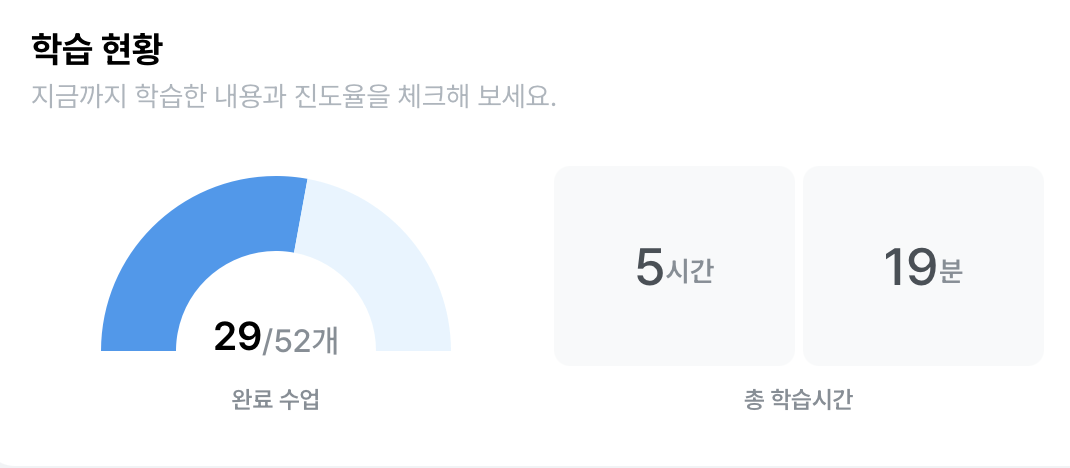 학습 현황
지금까지 학습한 내용과 진도율을 체크해 보세요.
29/52개
완료 수업
5시간
19분
총 학습시간